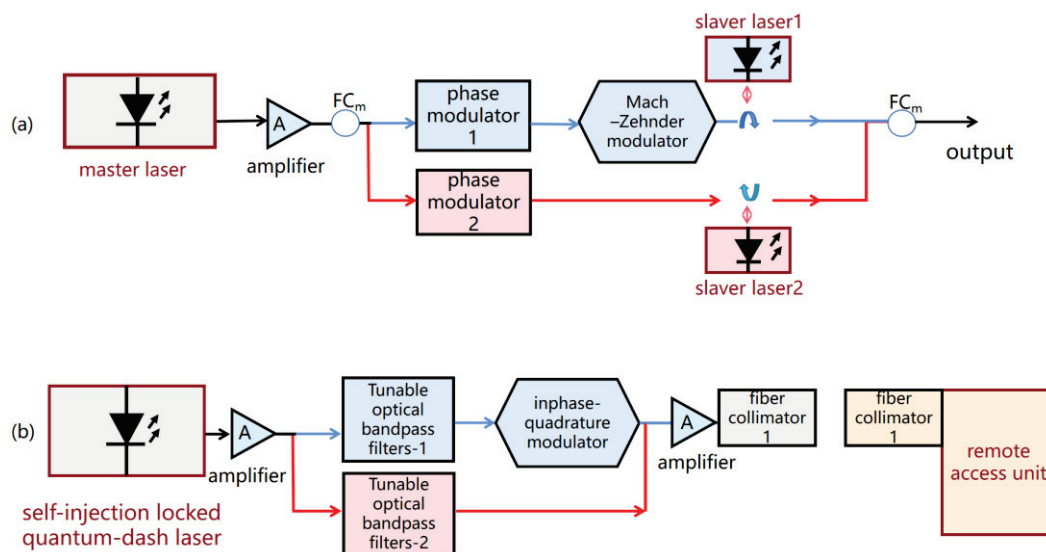 slaver laser1
(a)
A
FCm
phase
modulator
1
Mach
–Zehnder
modulator
FCm
master laser
amplifier
output
phase
modulator
2
slaver laser2
(b)
A
Tunable
optical
bandpass
filters-1
inphase-
quadrature
modulator
A
fiber
collimator
1
fiber
collimator
1
amplifier
amplifier
remote
access unit
self-injection locked
quantum-dash laser
Tunable
optical
bandpass
filters-2